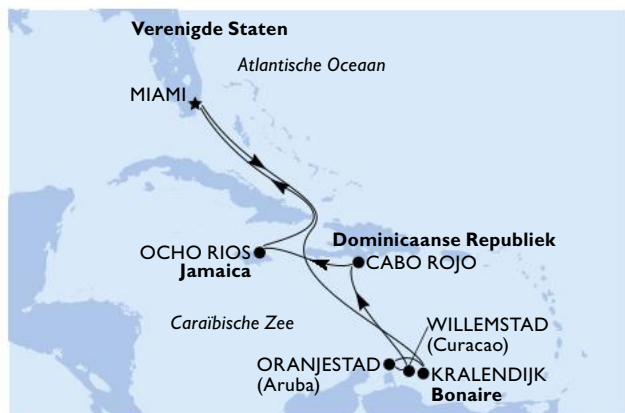 Verenigde Staten
Atlantische Oceaan
MIAMI
OCHO RIOS
Jamaica
Dominicaanse Republiek
CABO ROJO
Caraïbische Zee
WILLEMSTAD
(Curacao)
ORANJESTAD
(Aruba)
KRALENDIJK
Bonaire